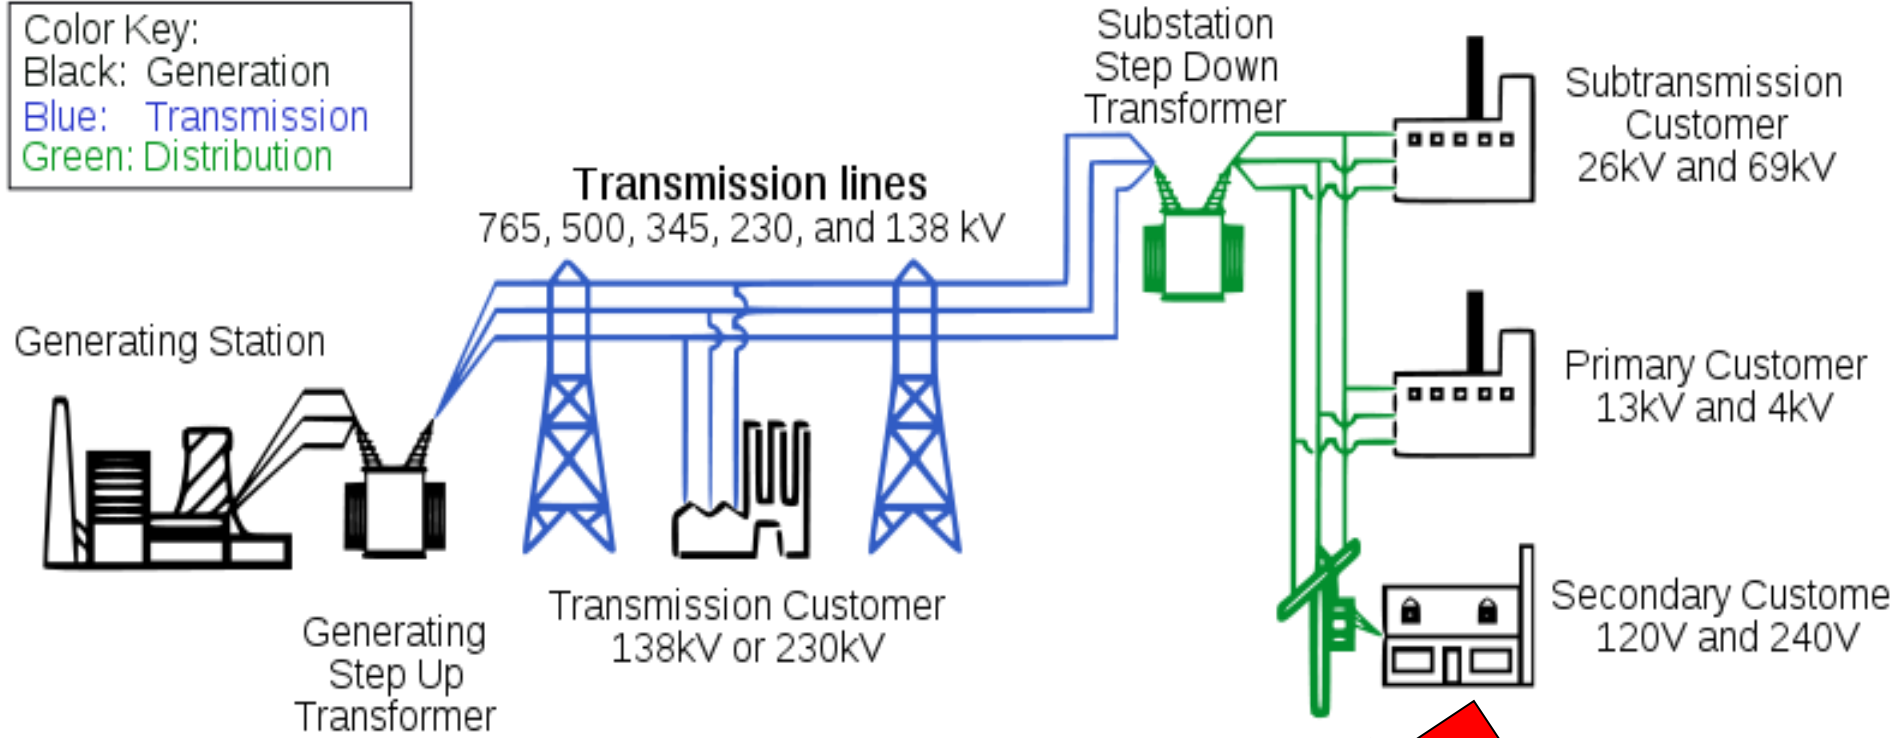 Color Key:
Black: Generation
Blue: Transmission
Green: Distribution
Substation
Step Down
Transformer
Subtransmission
Customer
26kV and 69kV
Transmission lines
765, 500, 345, 230, and 138 kV
Generating Station
Primary Customer
13kV and 4kV
Transmission Customer
138kV or 230kV
Generating
Step Up
Transformer
Secondary Custome
120V and 240V